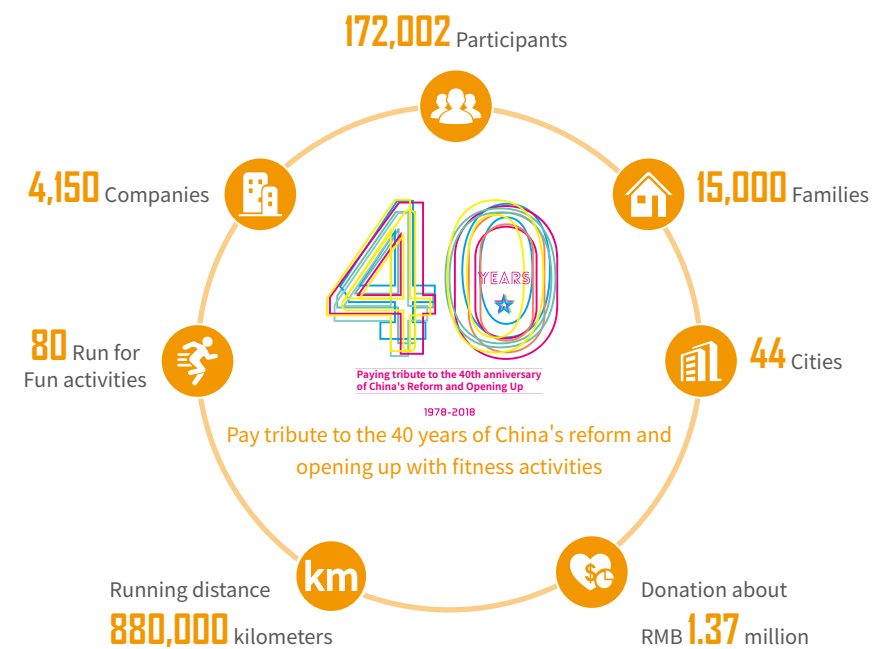 172,002 Participants
4,150 Companies
15,000 Families
40
YEARS
80 Run for
Fun activities
44 Cities
Paying tribute to the 40th anniversary
of China's Reform and Opening Up
1978-2018
Pay tribute to the 40 years of China's reform and
opening up with fitness activities
km
$
Running distance
880,000 kilometers
Donation about
RMB 1.37 million